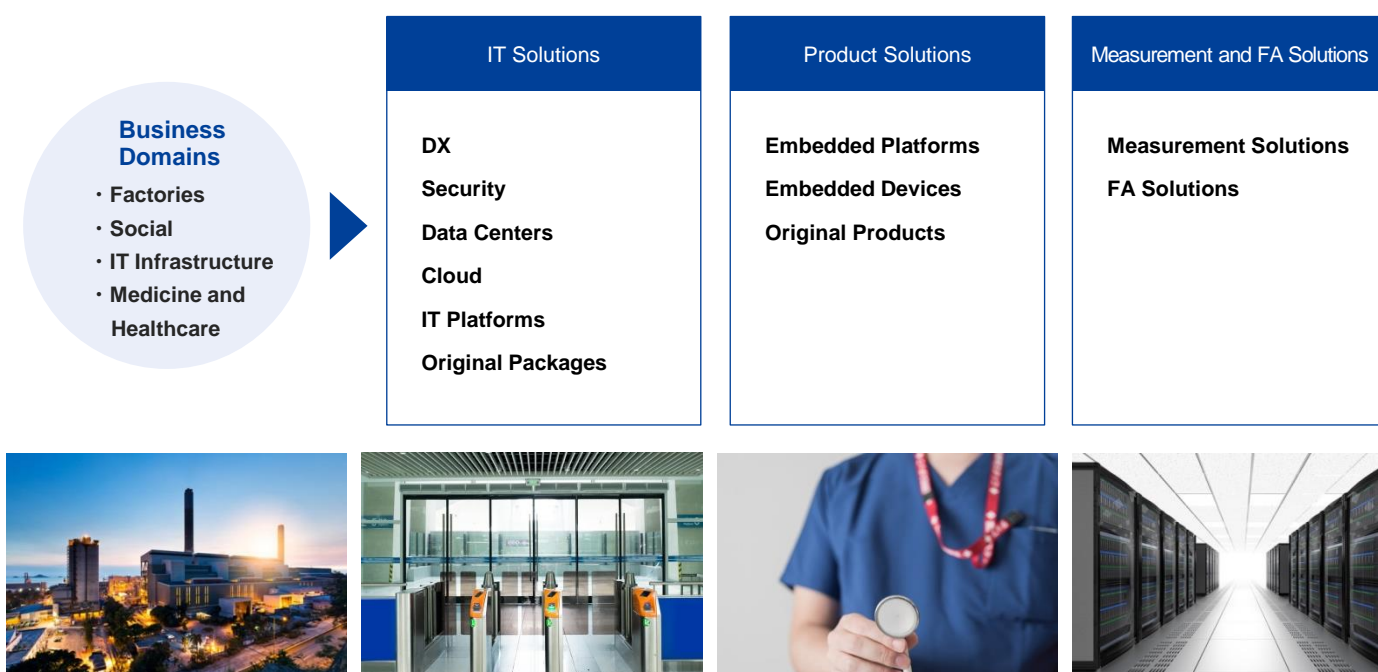 Business
Domains
・Factories
・Social
・IT Infrastructure
・Medicine and
Healthcare
IT Solutions
DX
Security
Data Centers
Cloud
IT Platforms
Original Packages
Product Solutions
Embedded Platforms
Embedded Devices
Original Products
Measurement and FA Solutions
Measurement Solutions
FA Solutions